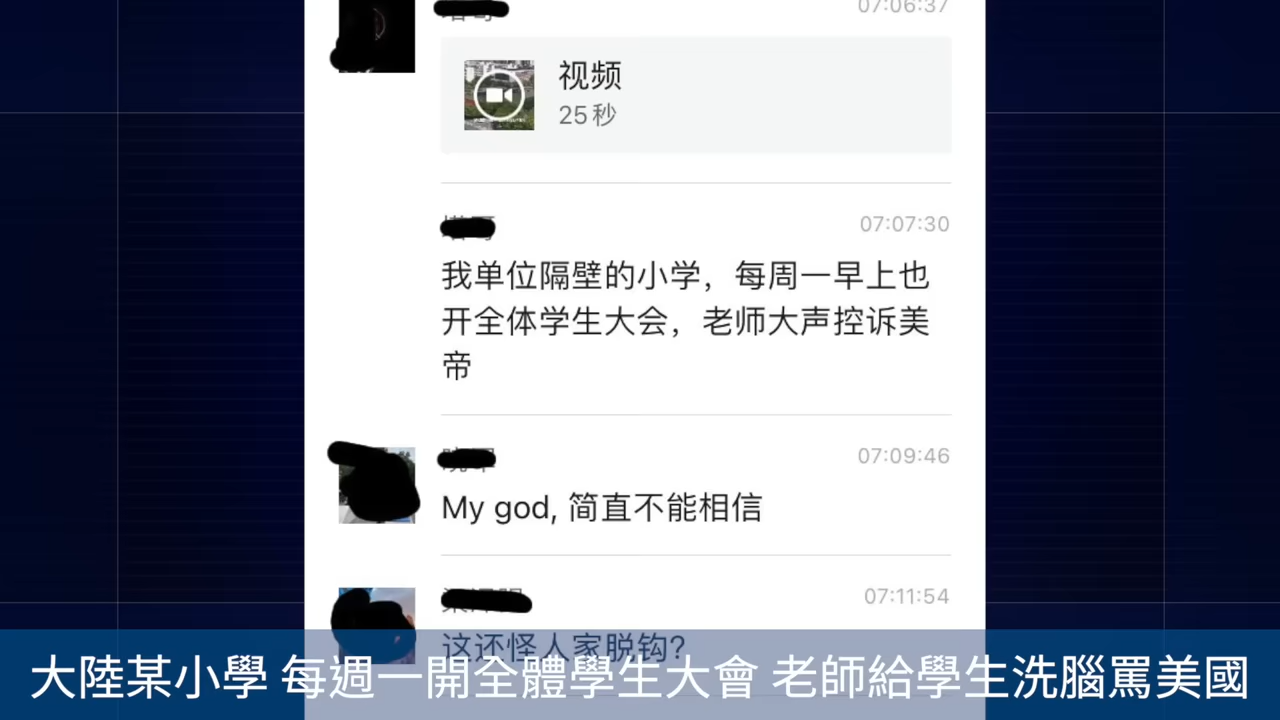 07:06:37
视频
25秒
07:07:30
我单位隔壁的小学，每周一早上也
开全体学生大会，老师大声控诉美
帝
07:09:46
My god, 简直不能相信
07:11:54
这还怪人家脱钩？
大陸某小學 每週一開全體學生大會 老師給學生洗腦罵美國